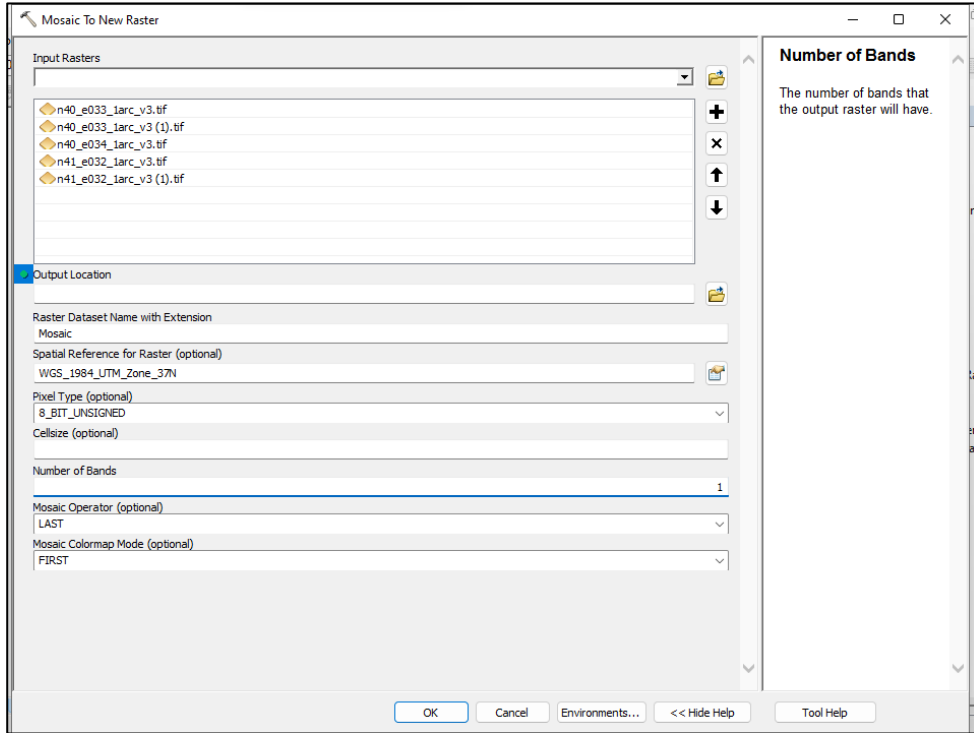 Mosaic To New Raster
Input Rasters
n40_e033_1arc_v3.tif
n40_e033_1arc_v3 (1).tif
n40_e034_1arc_v3.tif
n41_e032_1arc_v3.tif
n41_e032_1arc_v3 (1).tif
Output Location
Raster Dataset Name with Extension
Mosaic
Spatial Reference for Raster (optional)
WGS_1984_UTM_Zone_37N
Pixel Type (optional)
8_BIT_UNSIGNED
Cellsize (optional)
Number of Bands
1
Mosaic Operator (optional)
LAST
Mosaic Colormap Mode (optional)
FIRST
OK
Cancel
Environments...
<< Hide Help
Number of Bands
The number of bands that
the output raster will have.
Tool Help